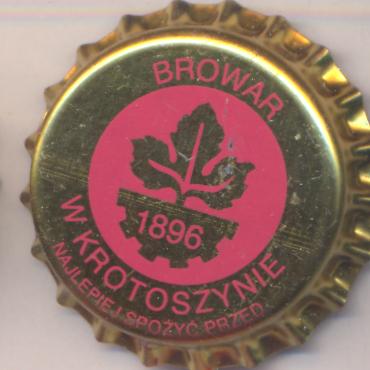 BROWAR
1896
W KROTOSZYNIE
NAJLEPIEJ SPOŻYĆ PRZED